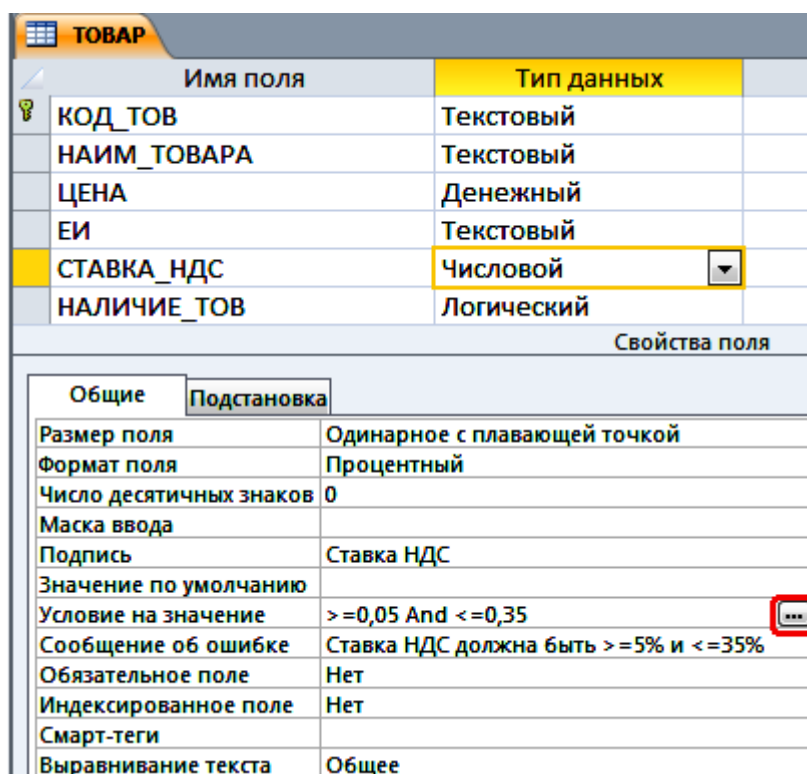 ТОВАР
Имя поля Тип данных
КОД_ТОВ Текстовый
НАИМ_ТОВАРА Текстовый
ЦЕНА Денежный
ЕИ Текстовый
СТАВКА_НДС Числовой
НАЛИЧИЕ_ТОВ Логический
Свойства поля
Общие Подстановка
Размер поля Одинарное с плавающей точкой
Формат поля Процентный
Число десятичных знаков 0
Маска ввода
Подпись Ставка НДС
Значение по умолчанию
Условие на значение >=0,05 And <=0,35 ...
Сообщение об ошибке Ставка НДС должна быть >=5% и <=35%
Обязательное поле Нет
Индексированное поле Нет
Смарт-теги
Выравнивание текста Общее